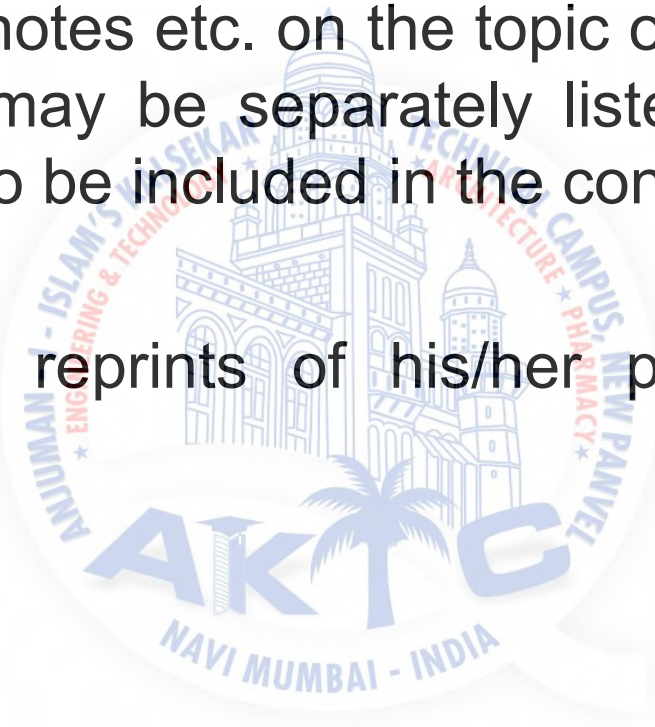 notes etc. on the topic o
may be separately liste
o be included in the con
reprints of his/her p
ANJUMAN - I - ISLAM'S KALSEKAR TECHNICAL CAMPUS, NEW PANVEL
ENGINEERING & TECHNOLOGY ★ ★ ARCHITECTURE ★ PHARMACY ★
AKTC
NAVI MUMBAI - INDIA